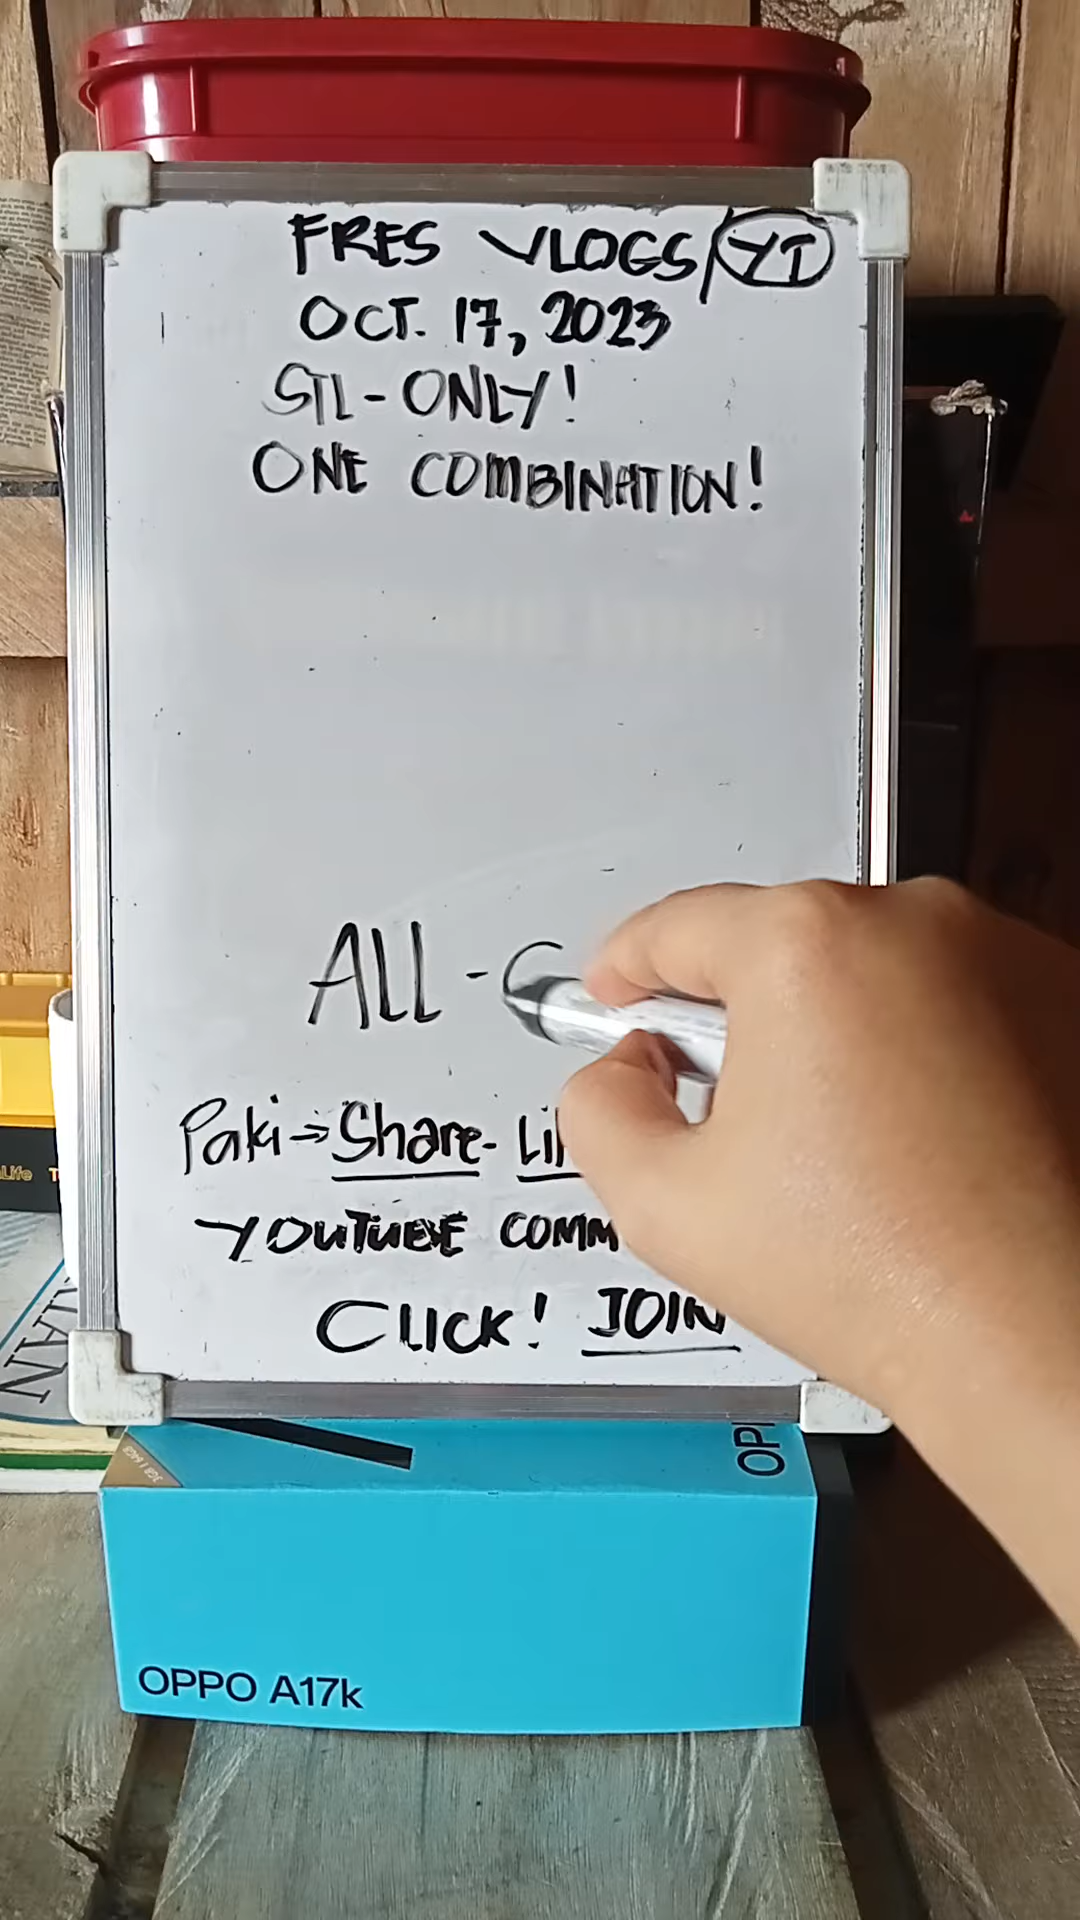 FRES VLOGS/YT
OCT. 17, 2023
STL-ONLY!
ONE COMBINATION!
ALL -
Paki→Share-
YOUTUBE
CLICK! JOIN
OPPO A17k